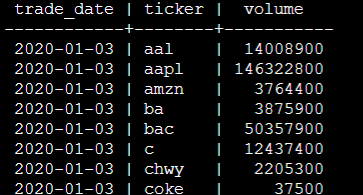 trade_date | ticker | volume
------------+--------+-----------
2020-01-03 | aal | 14008900
2020-01-03 | aapl | 146322800
2020-01-03 | amzn | 3764400
2020-01-03 | ba | 3875900
2020-01-03 | bac | 50357900
2020-01-03 | c | 12437400
2020-01-03 | chwy | 2205300
2020-01-03 | coke | 37500